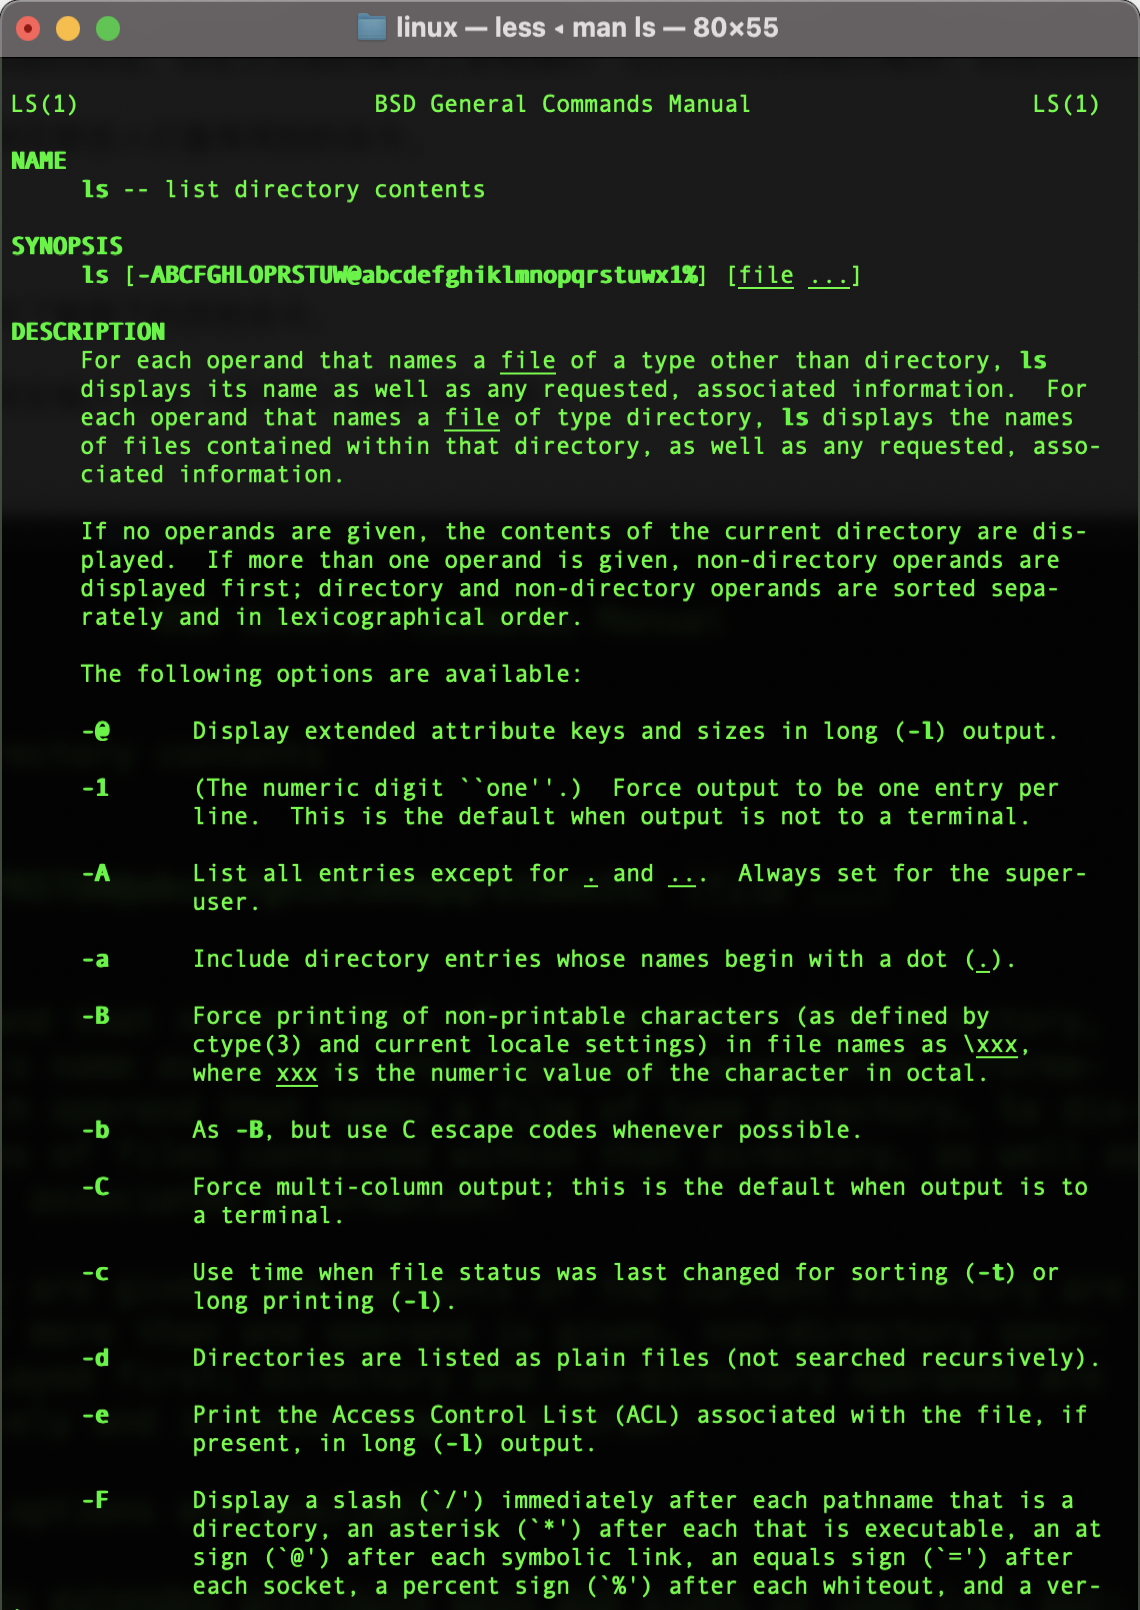 linux — less ◂ man ls — 80×55
LS(1)                     BSD General Commands Manual                    LS(1)
NAME
     ls -- list directory contents
SYNOPSIS
     ls [-ABCFGHLOPRSTUW@abcdefghiklmnopqrstuwx1%] [file ...]
DESCRIPTION
     For each operand that names a file of a type other than directory, ls
     displays its name as well as any requested, associated information.  For
     each operand that names a file of type directory, ls displays the names
     of files contained within that directory, as well as any requested, asso-
     ciated information.
     If no operands are given, the contents of the current directory are dis-
     played.  If more than one operand is given, non-directory operands are
     displayed first; directory and non-directory operands are sorted sepa-
     rately and in lexicographical order.
     The following options are available:
     -@      Display extended attribute keys and sizes in long (-l) output.
     -1      (The numeric digit ``one''.)  Force output to be one entry per
             line.  This is the default when output is not to a terminal.
     -A      List all entries except for . and ...  Always set for the super-
             user.
     -a      Include directory entries whose names begin with a dot (.).
     -B      Force printing of non-printable characters (as defined by
             ctype(3) and current locale settings) in file names as \xxx,
             where xxx is the numeric value of the character in octal.
     -b      As -B, but use C escape codes whenever possible.
     -C      Force multi-column output; this is the default when output is to
             a terminal.
     -c      Use time when file status was last changed for sorting (-t) or
             long printing (-l).
     -d      Directories are listed as plain files (not searched recursively).
     -e      Print the Access Control List (ACL) associated with the file, if
             present, in long (-l) output.
     -F      Display a slash (`/') immediately after each pathname that is a
             directory, an asterisk (`*') after each that is executable, an at
             sign (`@') after each symbolic link, an equals sign (`=') after
             each socket, a percent sign (`%') after each whiteout, and a ver-